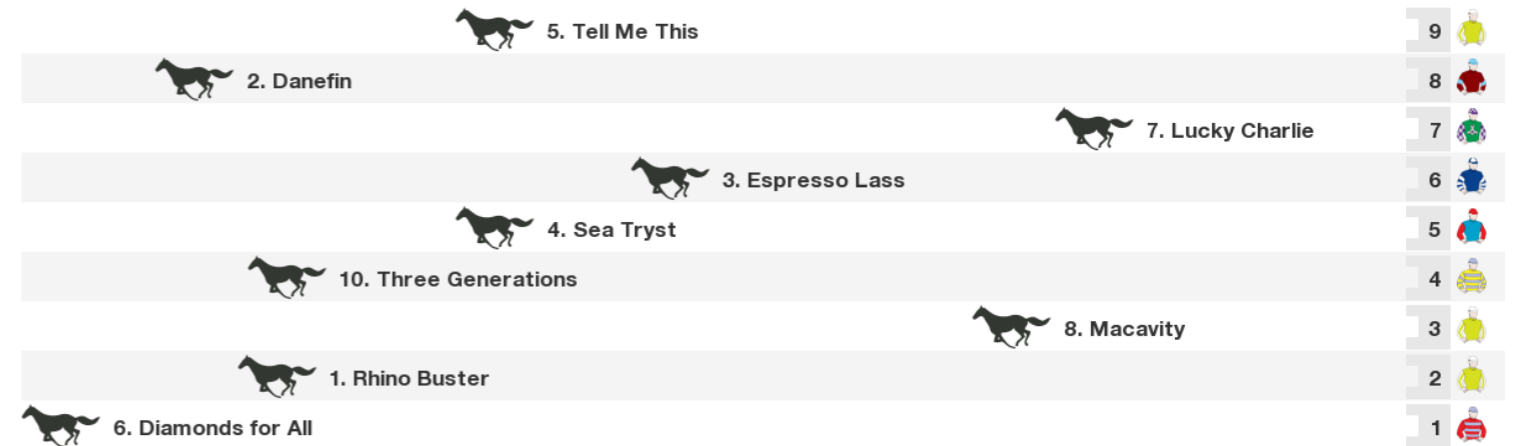 5. Tell Me This 9
2. Danefin 8
7. Lucky Charlie 7
3. Espresso Lass 6
4. Sea Tryst 5
10. Three Generations 4
8. Macavity 3
1. Rhino Buster 2
6. Diamonds for All 1